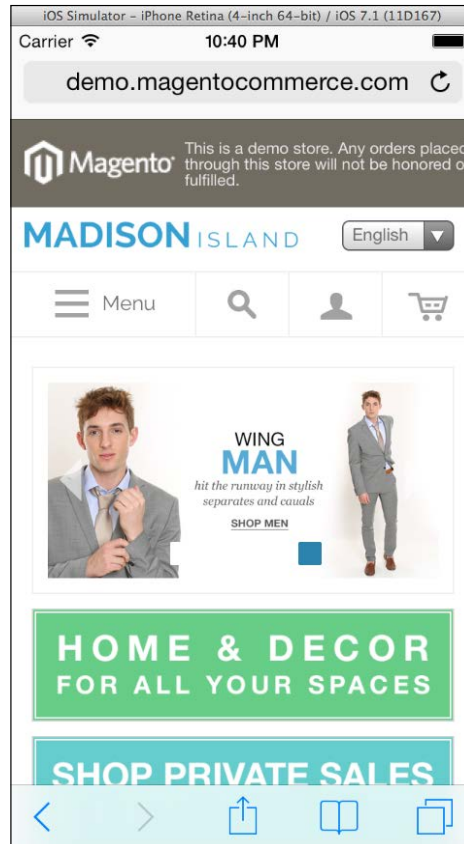 iOS Simulator - iPhone Retina (4-inch 64-bit) / iOS 7.1 (11D167)
Carrier 10:40 PM
demo.magentocommerce.com
Magento
This is a demo store. Any orders placed
through this store will not be honored o
fulfilled.
MADISON ISLAND
English
Menu
WING
MAN
hit the runway in stylish
separates and cauals
SHOP MEN
HOME & DECOR
FOR ALL YOUR SPACES
SHOP PRIVATE SALES